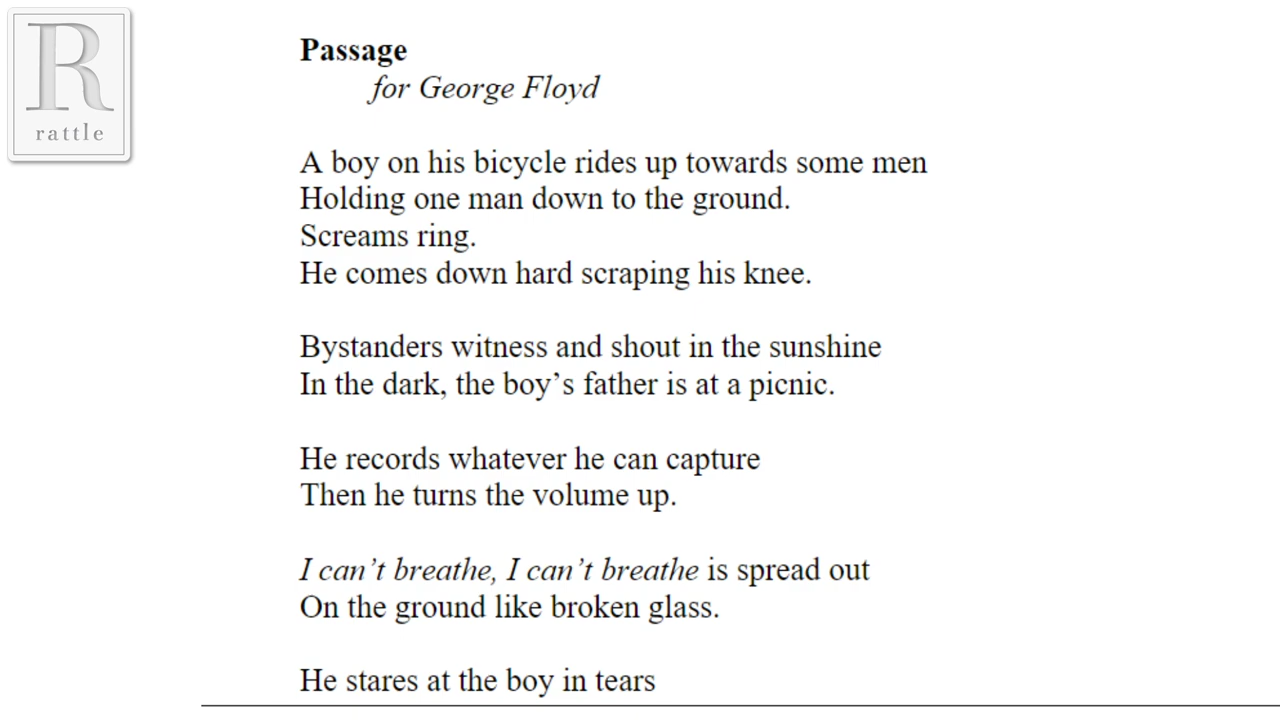 R
rattle
Passage
for George Floyd
A boy on his bicycle rides up towards some men
Holding one man down to the ground.
Screams ring.
He comes down hard scraping his knee.
Bystanders witness and shout in the sunshine
In the dark, the boy’s father is at a picnic.
He records whatever he can capture
Then he turns the volume up.
I can’t breathe, I can’t breathe is spread out
On the ground like broken glass.
He stares at the boy in tears